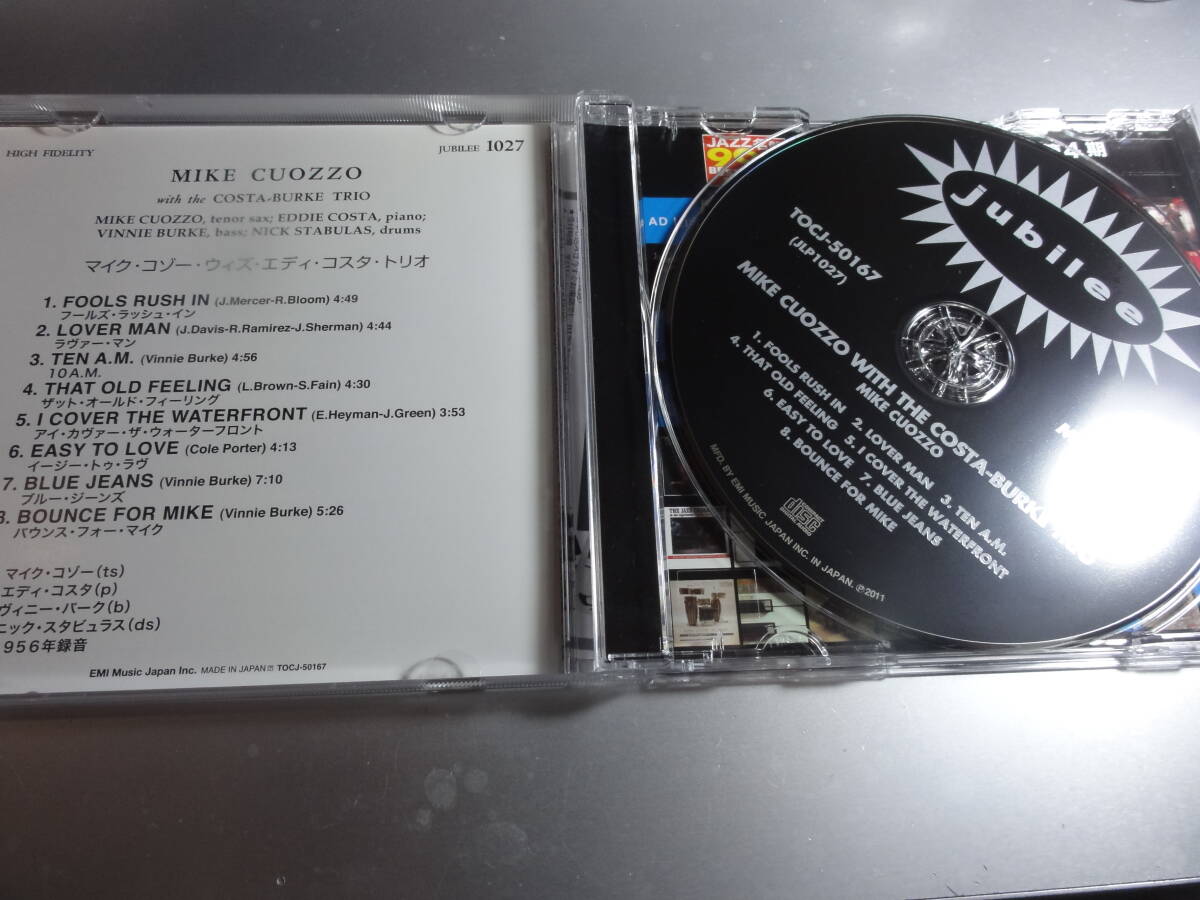 HIGH FIDELITY
JUBILEE 1027
MIKE CUOZZO
with the COSTA-BURKE TRIO
MIKE CUOZZO, tenor sax; EDDIE COSTA, piano;
VINNIE BURKE, bass; NICK STABULAS, drums
マイク・コゾー・ウィズ・エディ・コスタ・トリオ
1. FOOLS RUSH IN (J.Mercer-R.Bloom) 4:49
フールズ・ラッシュ・イン
2. LOVER MAN (J.Davis-R.Ramirez-J.Sherman) 4:44
ラヴァー・マン
3. TEN A.M. (Vinnie Burke) 4:56
10A.M.
4. THAT OLD FEELING (L.Brown-S.Fain) 4:30
ザット・オールド・フィーリング
5. I COVER THE WATERFRONT (E.Heyman-J.Green) 3:53
アイ・カヴァー・ザ・ウォーターフロント
6. EASY TO LOVE (Cole Porter) 4:13
イージー・トゥ・ラヴ
7. BLUE JEANS (Vinnie Burke) 7:10
ブルー・ジーンズ
8. BOUNCE FOR MIKE (Vinnie Burke) 5:26
バウンス・フォー・マイク
マイク・コゾー(ts)
エディ・コスタ(p)
ヴィニー・バーク(b)
ニック・スタビュラス(ds)
956年録音
EMI Music Japan Inc. MADE IN JAPAN TOCJ-50167
JAZZ
4期
AD
jubilee
TOCJ-50167
(JLP1027)
MIKE CUOZZO WITH THE COSTA-BURKE
MIKE CUOZZO
1. FOOLS RUSH IN 2. LOVER MAN 3. TEN A.M.
4. THAT OLD FEELING 5. I COVER THE WATERFRONT
6. EASY TO LOVE 7. BLUE JEANS
8. BOUNCE FOR MIKE
disc
MFD. BY EMI MUSIC JAPAN INC. IN JAPAN. ℗2011